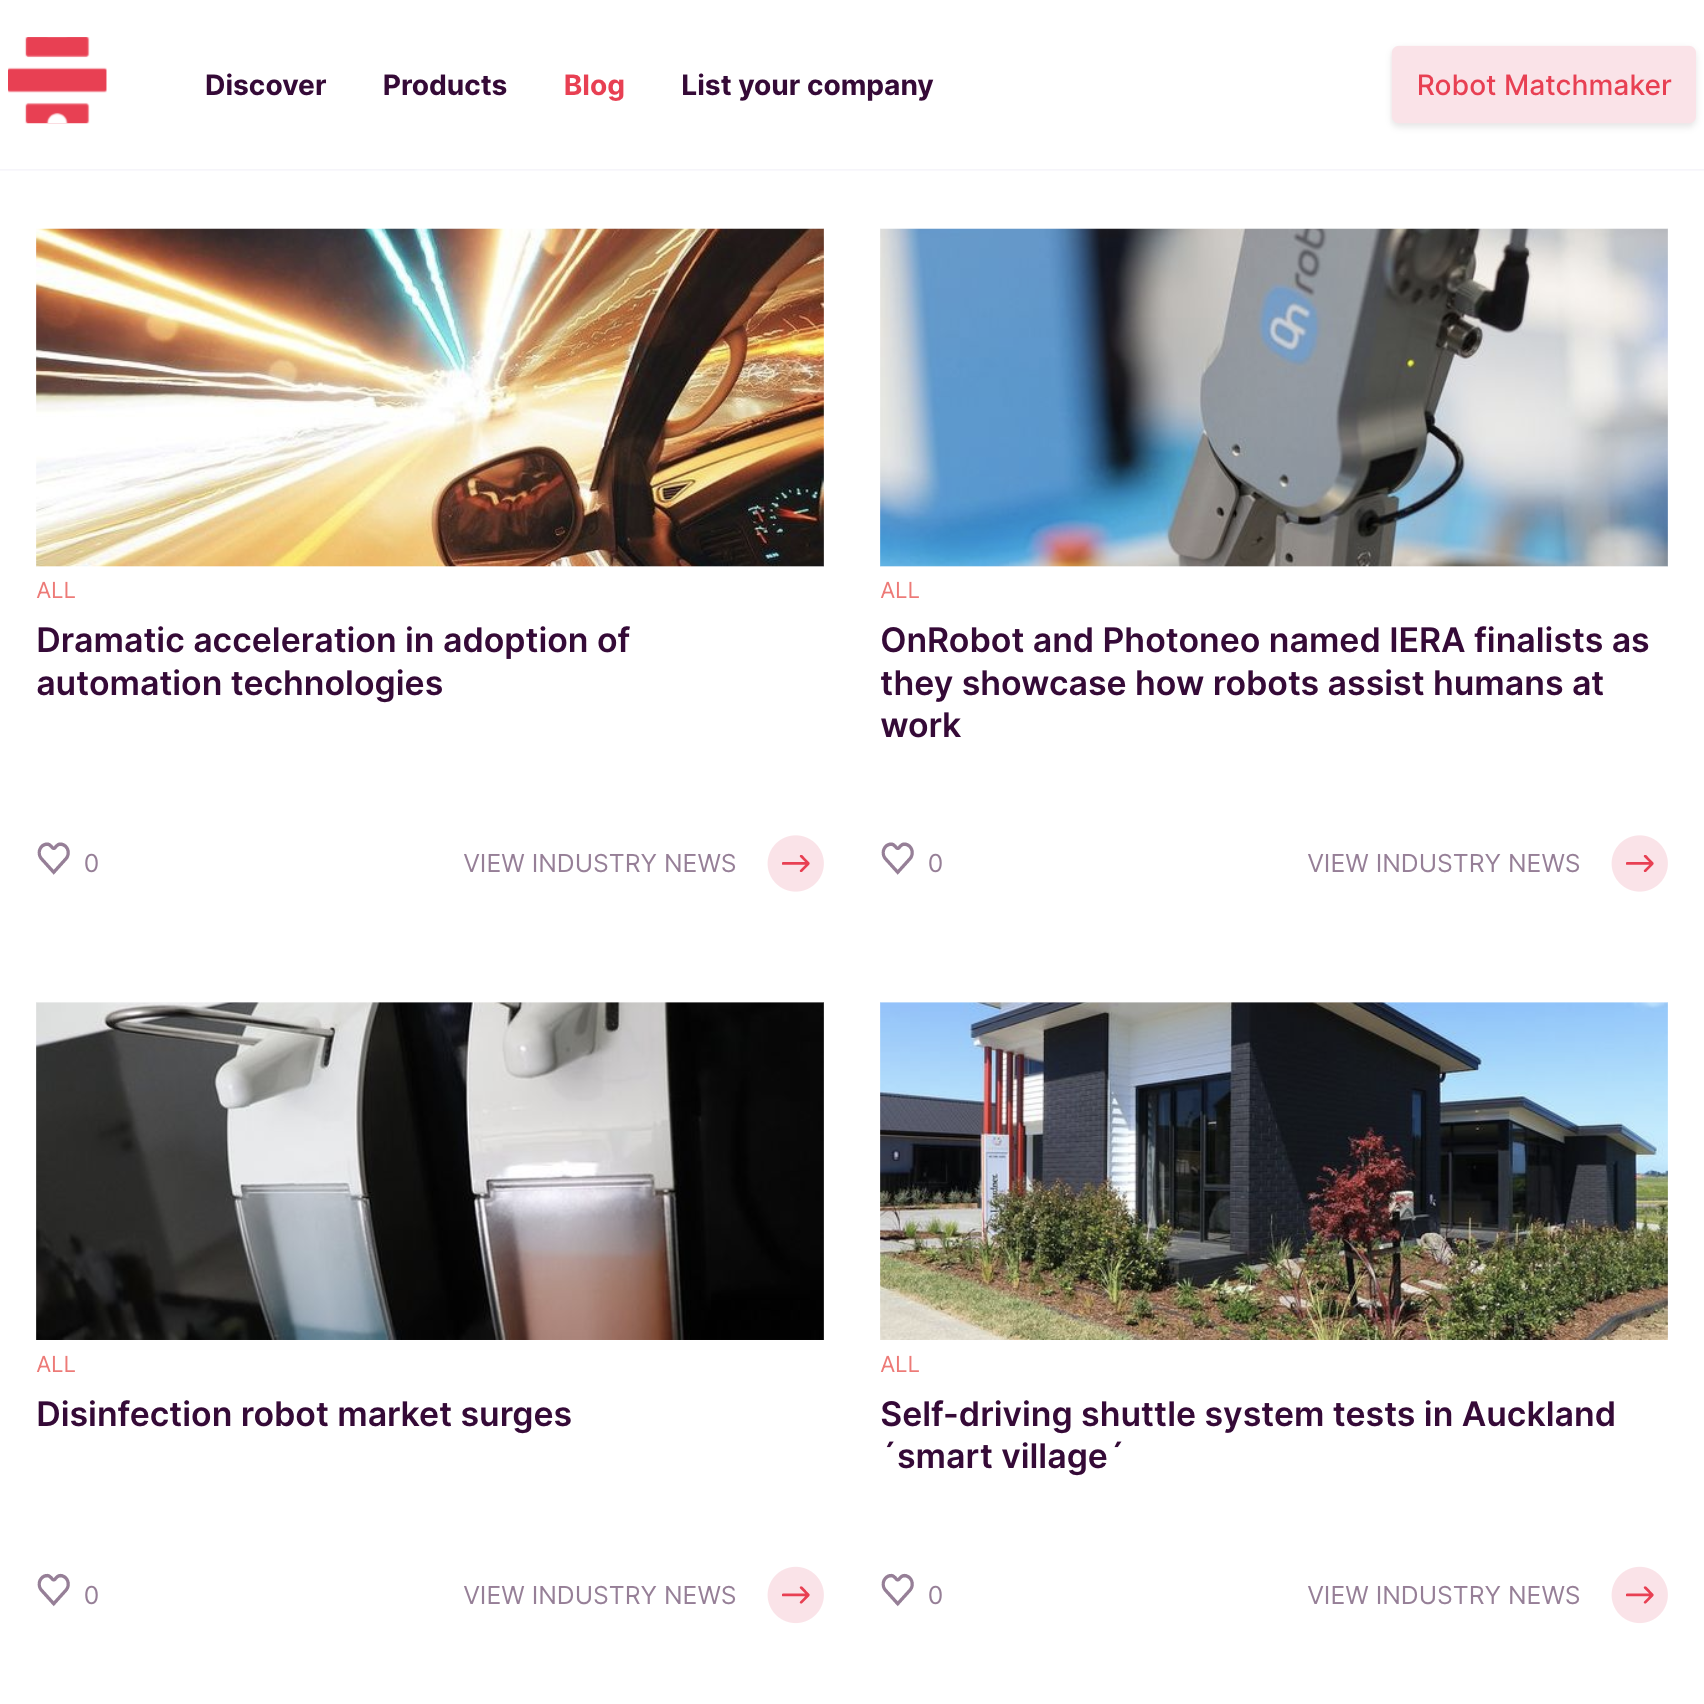 Discover
Products
Blog
List your company
Robot Matchmaker
On rob
ALL
Dramatic acceleration in adoption of
automation technologies
0
VIEW INDUSTRY NEWS
ALL
OnRobot and Photoneo named IERA finalists as
they showcase how robots assist humans at
work
0
VIEW INDUSTRY NEWS
ALL
Disinfection robot market surges
0
VIEW INDUSTRY NEWS
ALL
Self-driving shuttle system tests in Auckland
´smart village´
0
VIEW INDUSTRY NEWS